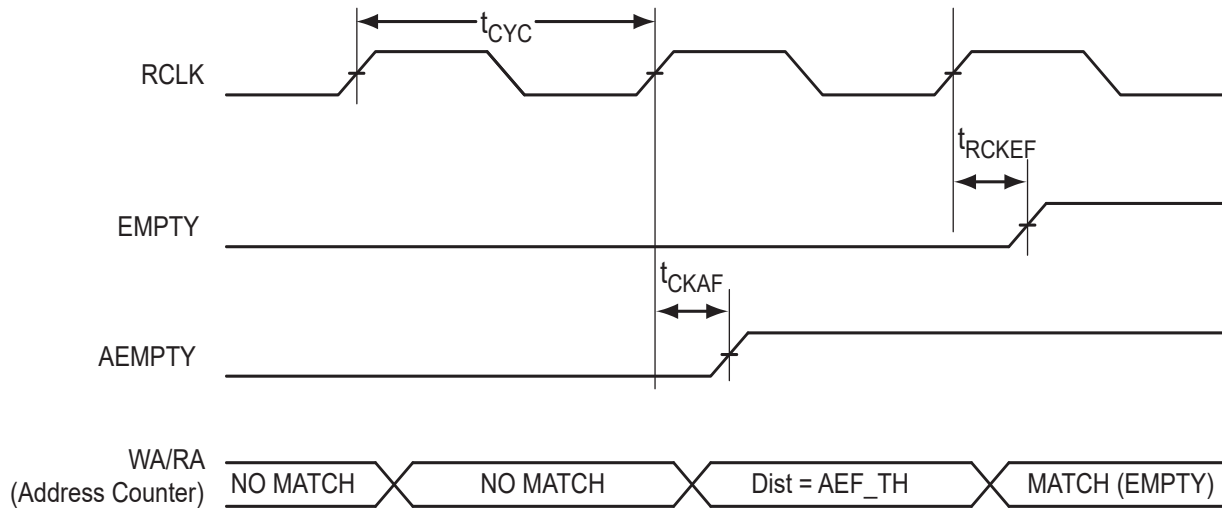 tCYC
RCLK
tRCKEF
EMPTY
tCKAF
AEMPTY
WA/RA
(Address Counter)
NO MATCH
NO MATCH
Dist = AEF_TH
MATCH (EMPTY)